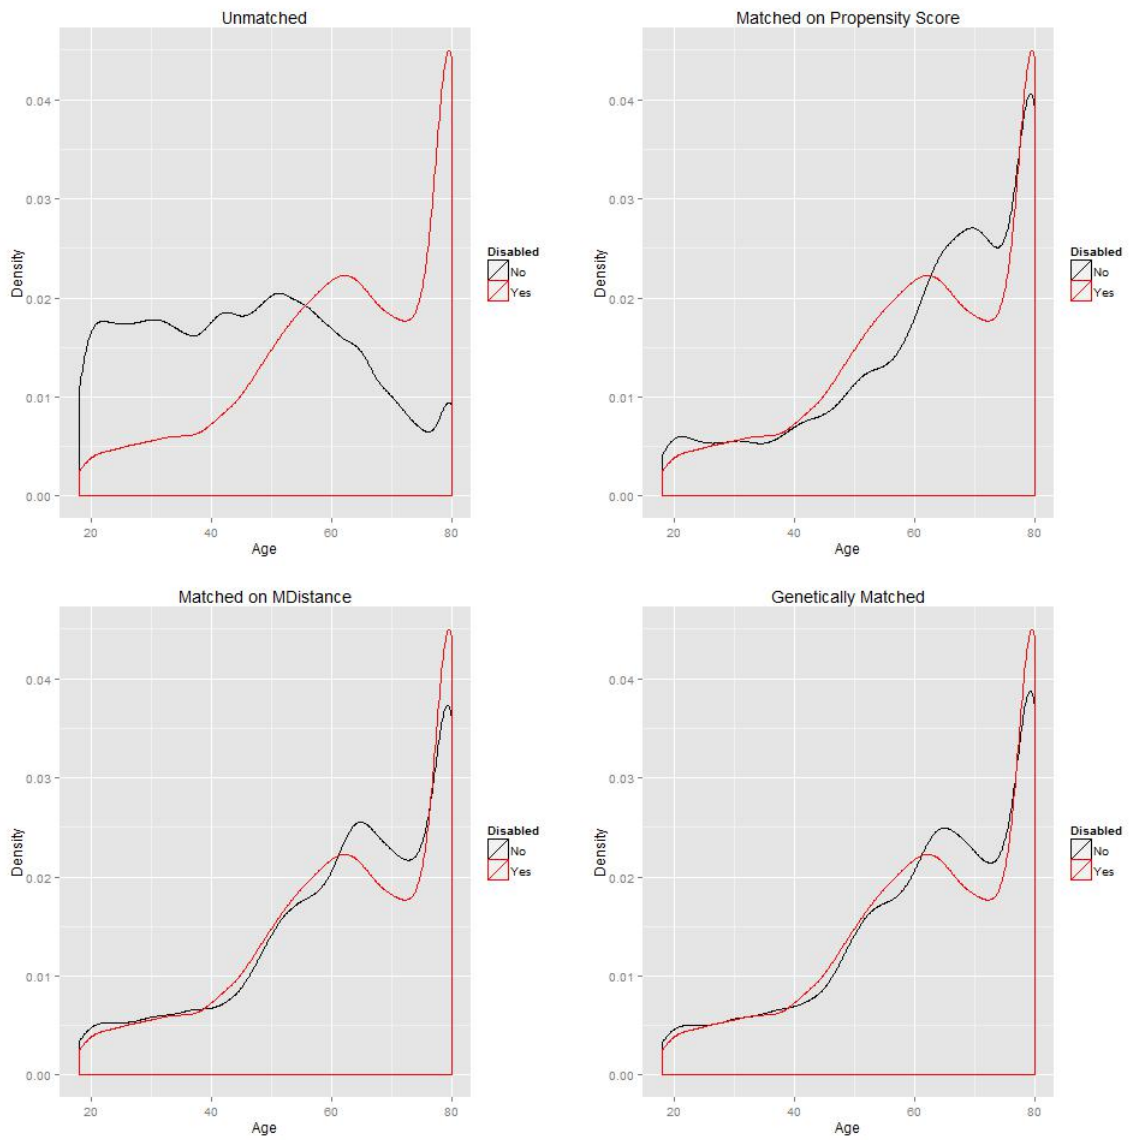 Unmatched
0.04
0.03
0.02
0.01
0.00
Density
20 40 60 80
Age
Disabled
No
Yes
Matched on Propensity Score
0.04
0.03
0.02
0.01
0.00
Density
20 40 60 80
Age
Disabled
No
Yes
Matched on MDistance
0.04
0.03
0.02
0.01
0.00
Density
20 40 60 80
Age
Disabled
No
Yes
Genetically Matched
0.04
0.03
0.02
0.01
0.00
Density
20 40 60 80
Age
Disabled
No
Yes